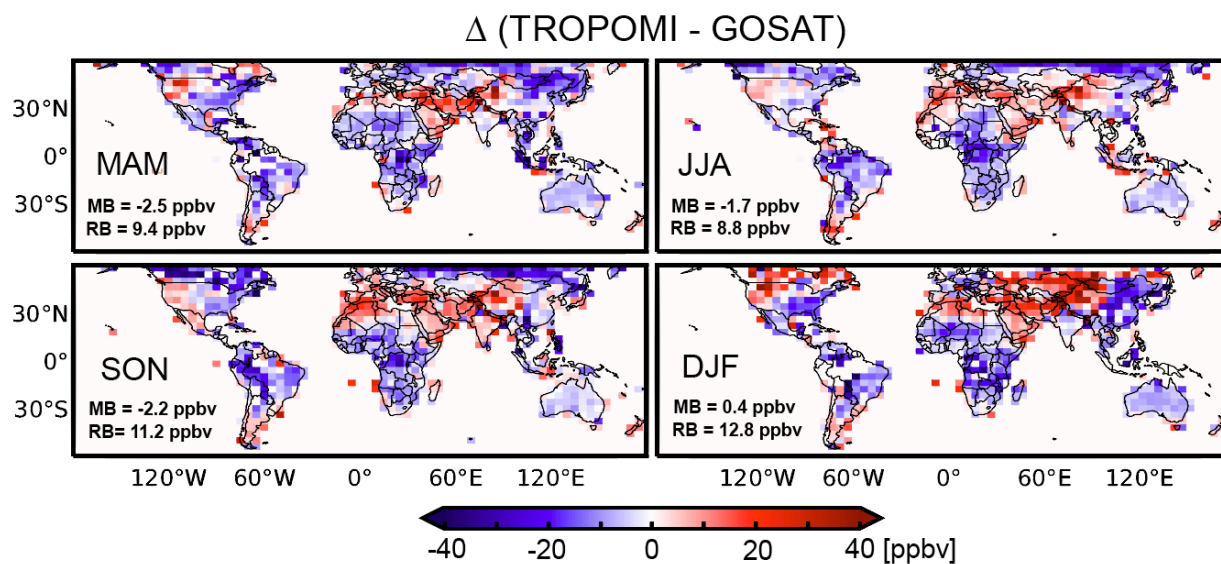 Δ (TROPOMI - GOSAT)
30°N
0°
30°S
MAM
MB = -2.5 ppbv
RB = 9.4 ppbv
JJA
MB = -1.7 ppbv
RB = 8.8 ppbv
30°N
0°
30°S
SON
MB = -2.2 ppbv
RB= 11.2 ppbv
DJF
MB = 0.4 ppbv
RB = 12.8 ppbv
120°W 60°W 0° 60°E 120°E 120°W 60°W 0° 60°E 120°E
-40 -20 0 20 40 [ppbv]